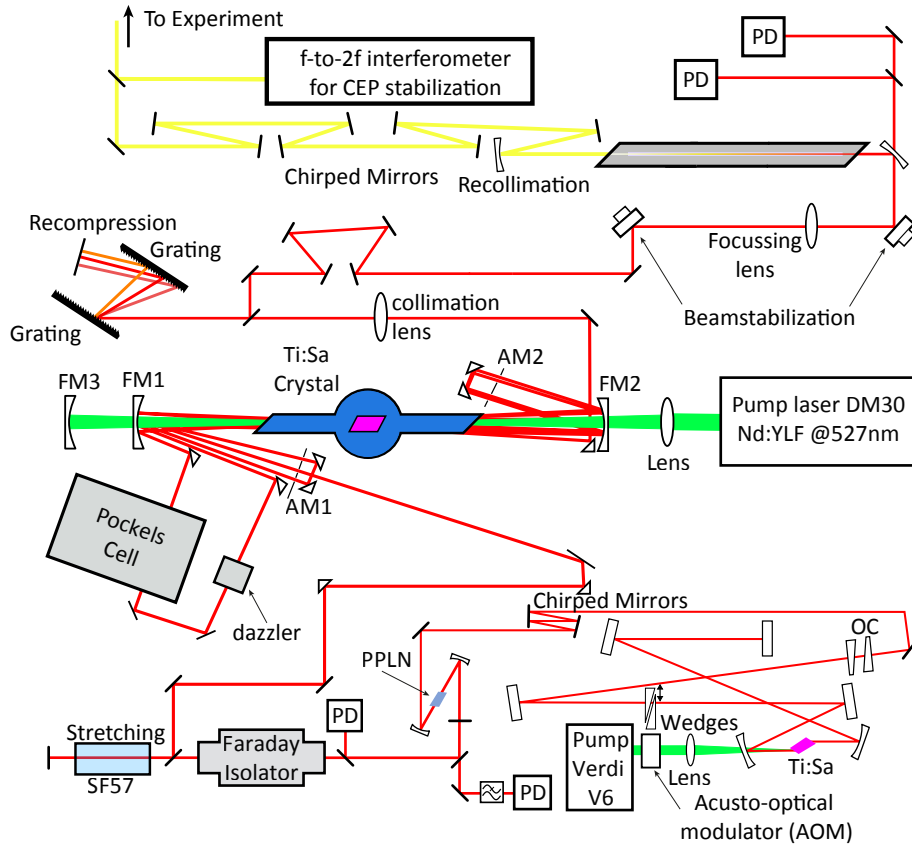 To Experiment
f-to-2f interferometer
for CEP stabilization
PD
PD
Chirped Mirrors
Recollimation
Recompression
Grating
Grating
Focussing
lens
Beamstabilization
collimation
lens
Ti:Sa
Crystal
AM2
FM3
FM1
FM2
Pump laser DM30
Nd:YLF @527nm
Lens
AM1
Pockels
Cell
dazzler
Chirped Mirrors
OC
PPLN
PD
Stretching
SF57
Faraday
Isolator
Wedges
Pump
Verdi
V6
Lens
Ti:Sa
PD
Acusto-optical
modulator (AOM)